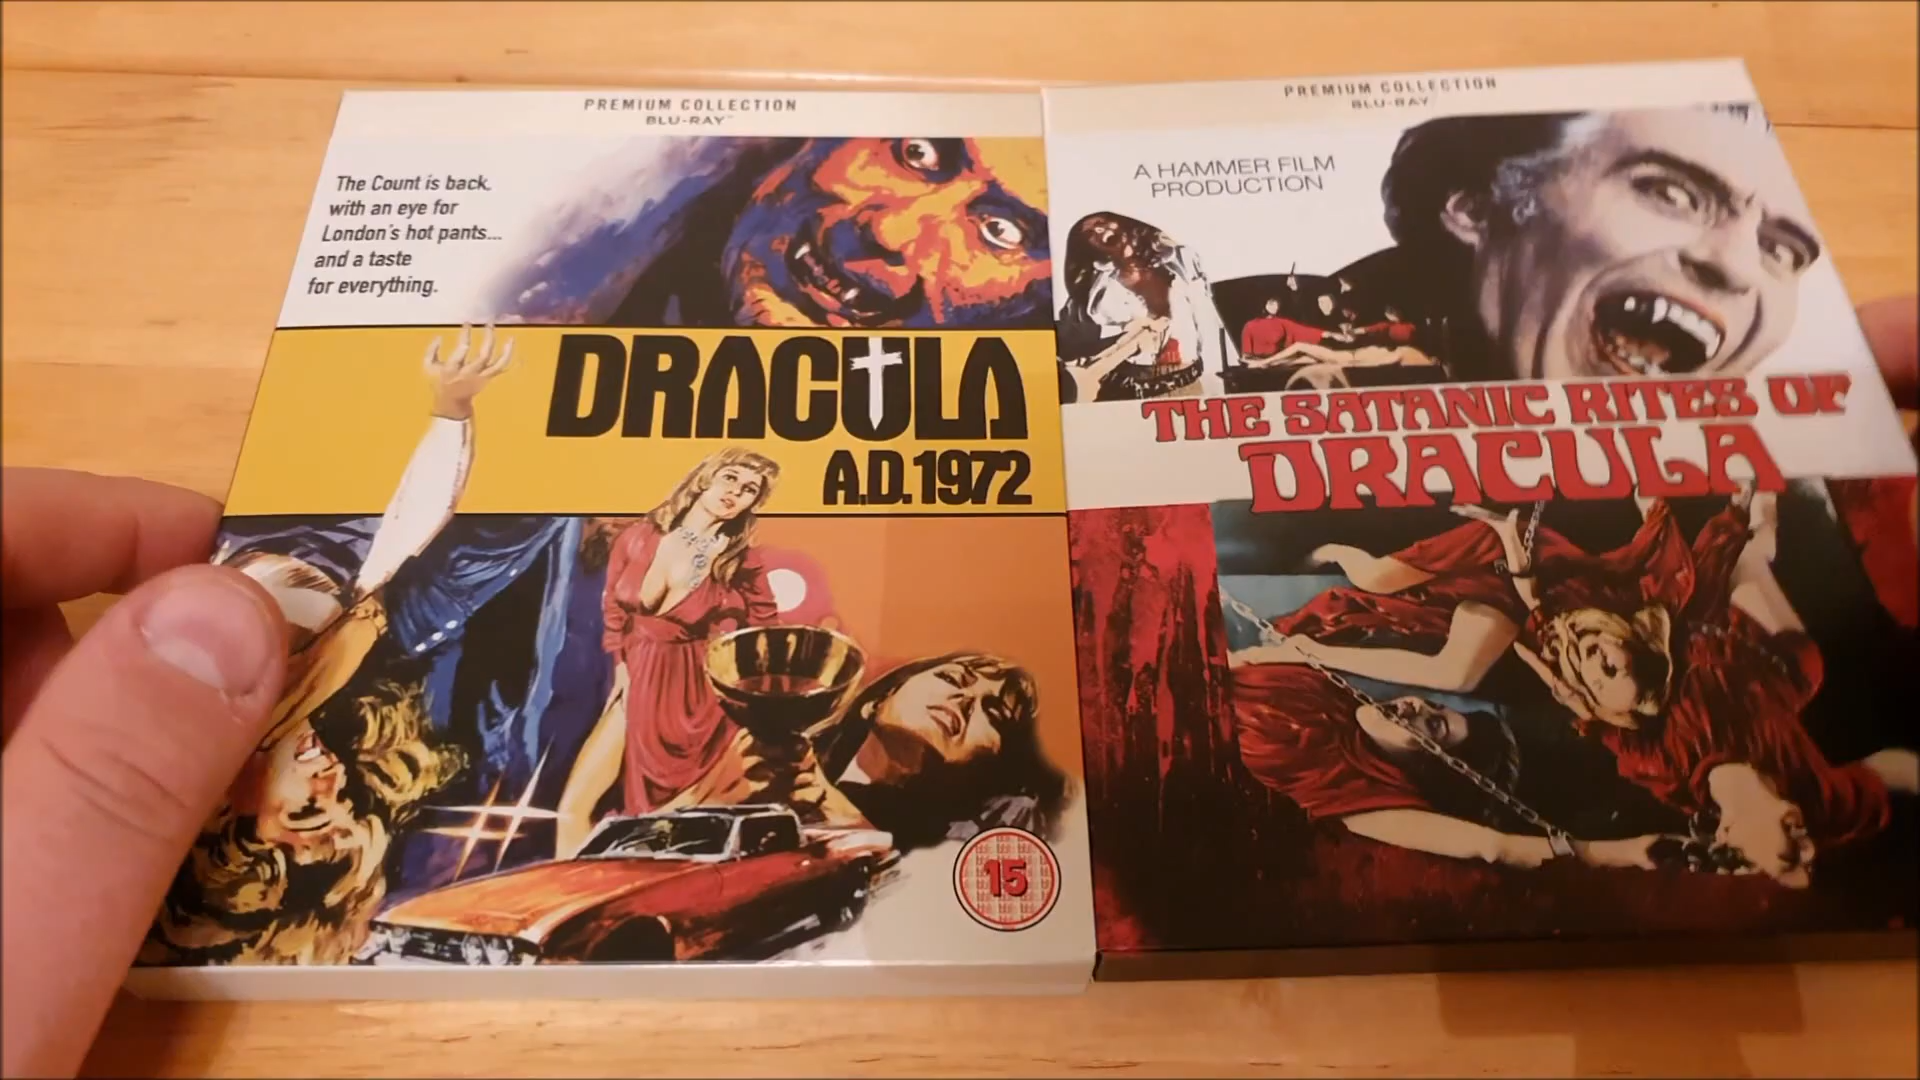 PREMIUM COLLECTION
BLU-RAY™
The Count is back,
with an eye for
London's hot pants...
and a taste
for everything.
DRACULA
A.D.1972
15
PREMIUM COLLECTION
BLU-RAY
A HAMMER FILM
PRODUCTION
THE SATANIC RITES OF
DRACULA